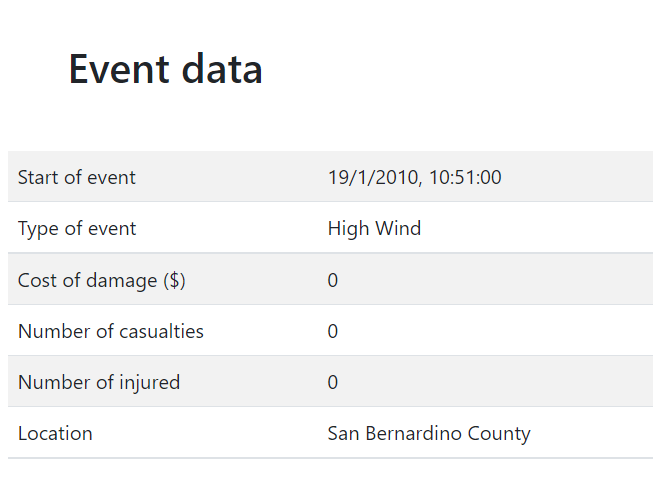 Event data
Start of event 19/1/2010, 10:51:00
Type of event High Wind
Cost of damage ($) 0
Number of casualties 0
Number of injured 0
Location San Bernardino County